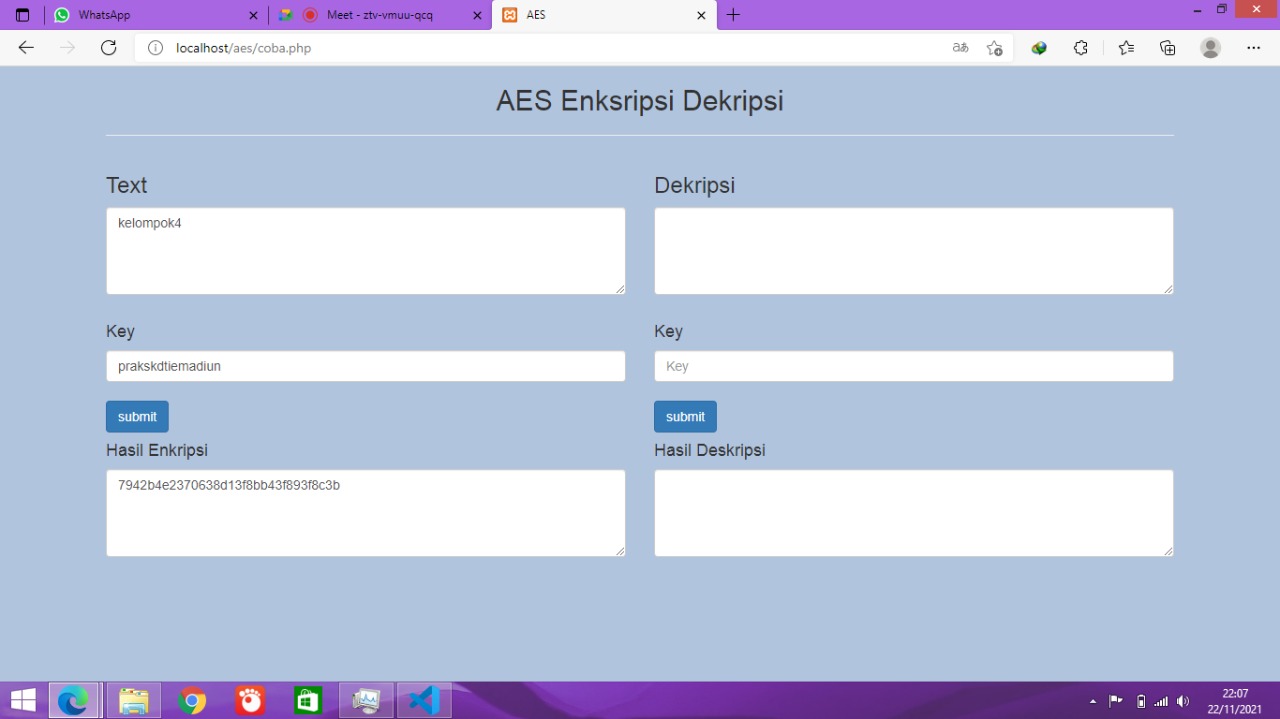 WhatsApp
Meet - ztv-vmuu-qcq
AES
localhost/aes/coba.php
AES Enksripsi Dekripsi
Text
kelompok4
Key
prakskdtiemadiun
submit
Hasil Enkripsi
7942b4e2370638d13f8bb43f893f8c3b
Dekripsi
Key
Key
submit
Hasil Deskripsi
22:07
22/11/2021